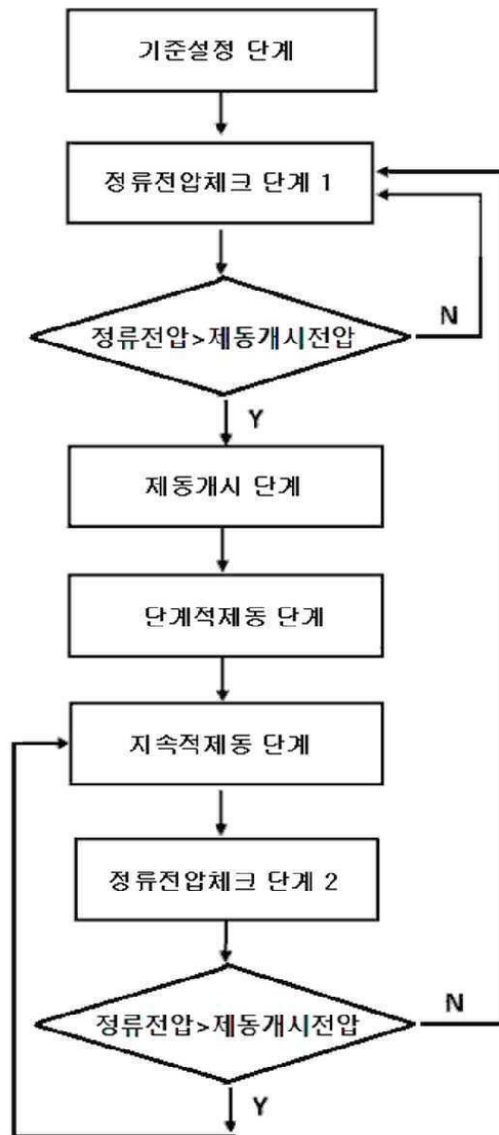 기준설정 단계
정류전압체크 단계 1
정류전압>제동개시전압
N
Y
제동개시 단계
단계적제동 단계
지속적제동 단계
정류전압체크 단계 2
정류전압>제동개시전압
N
Y